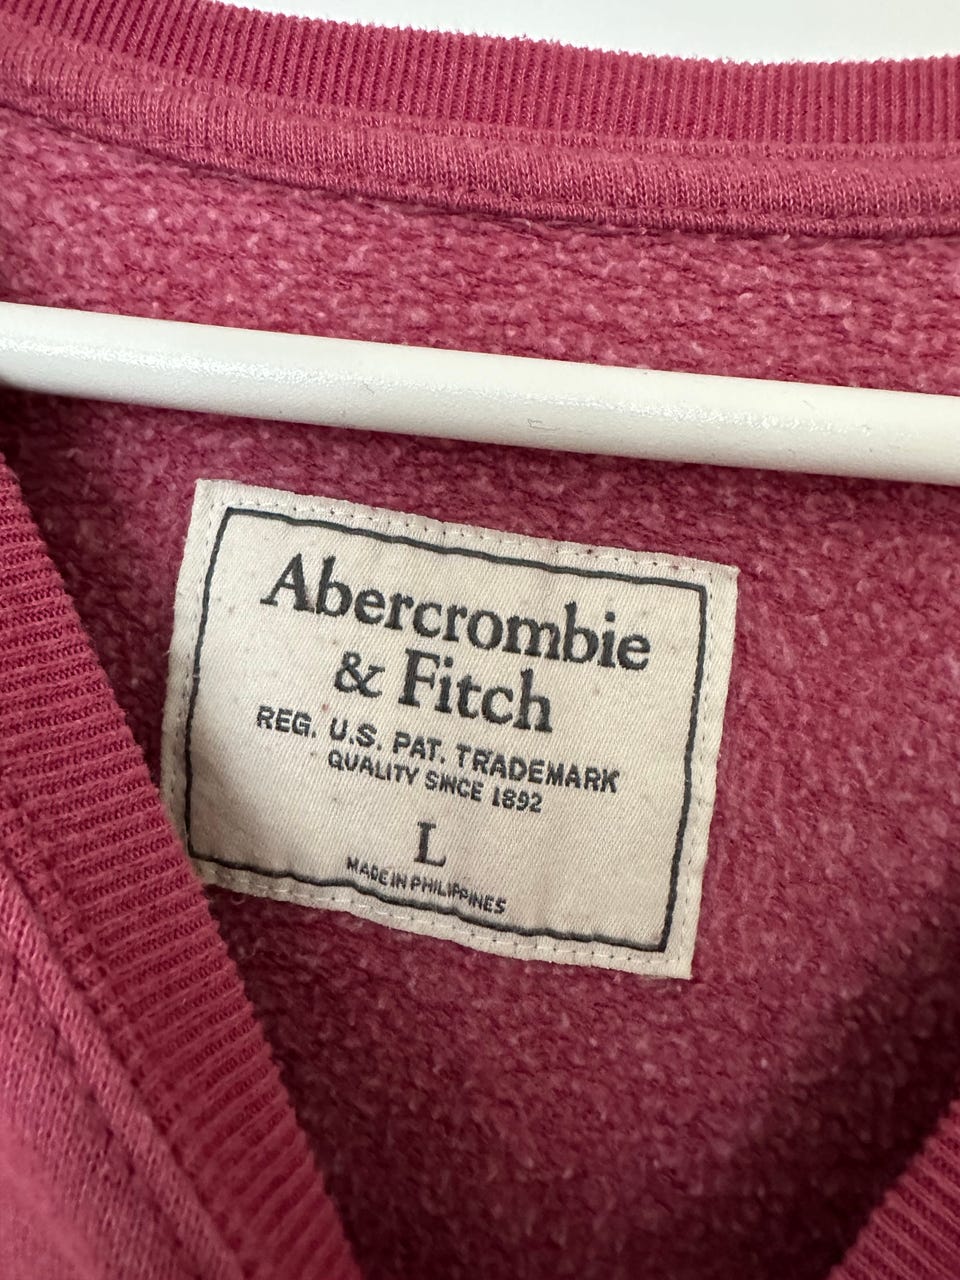 Abercrombie
& Fitch
REG. U.S. PAT. TRADEMARK
QUALITY SINCE 1892
L
MADE IN PHILIPPINES